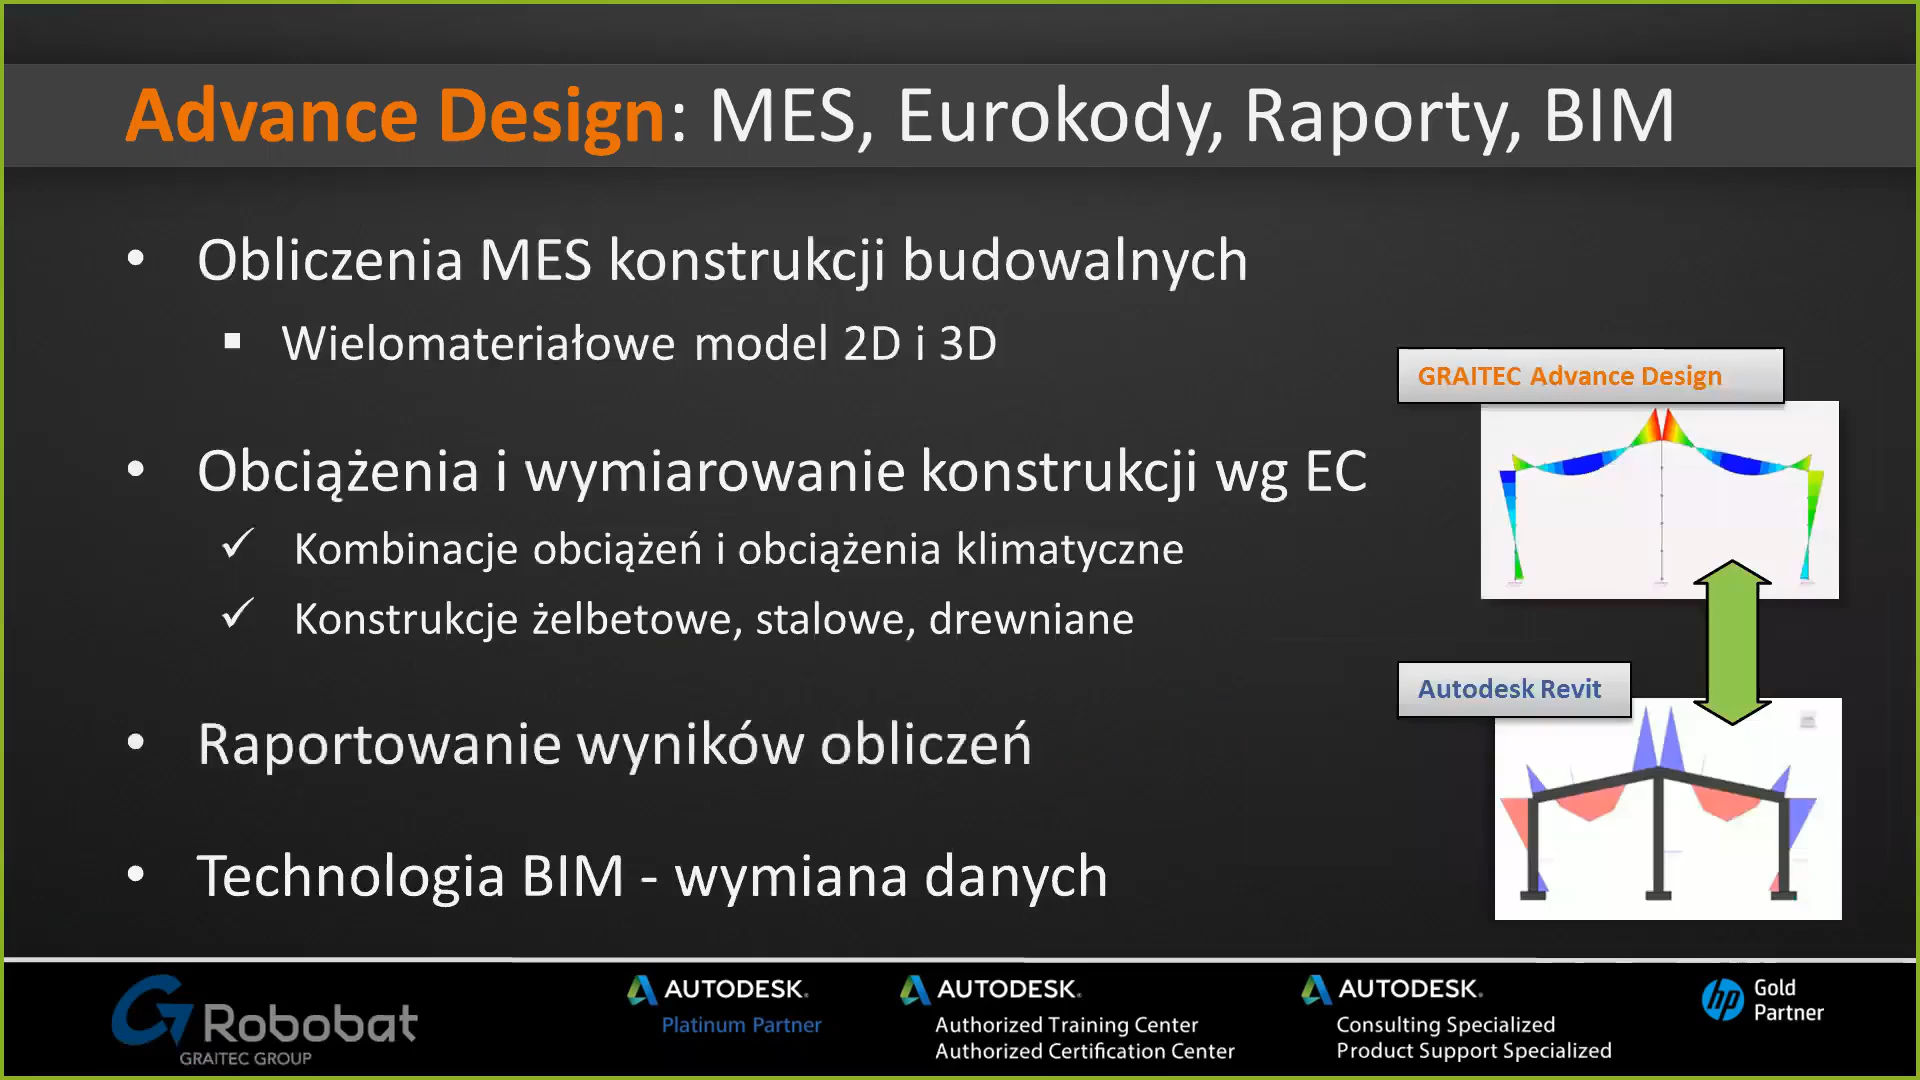 Advance Design: MES, Eurokody, Raporty, BIM
• Obliczenia MES konstrukcji budowalnych
▪ Wielomateriałowe model 2D i 3D
• Obciążenia i wymiarowanie konstrukcji wg EC
✓ Kombinacje obciążeń i obciążenia klimatyczne
✓ Konstrukcje żelbetowe, stalowe, drewniane
• Raportowanie wyników obliczeń
• Technologia BIM - wymiana danych
GRAITEC Advance Design
Autodesk Revit
Robobat
GRAITEC GROUP
AUTODESK.
Platinum Partner
AUTODESK.
Authorized Training Center
Authorized Certification Center
AUTODESK.
Consulting Specialized
Product Support Specialized
hp
Gold
Partner